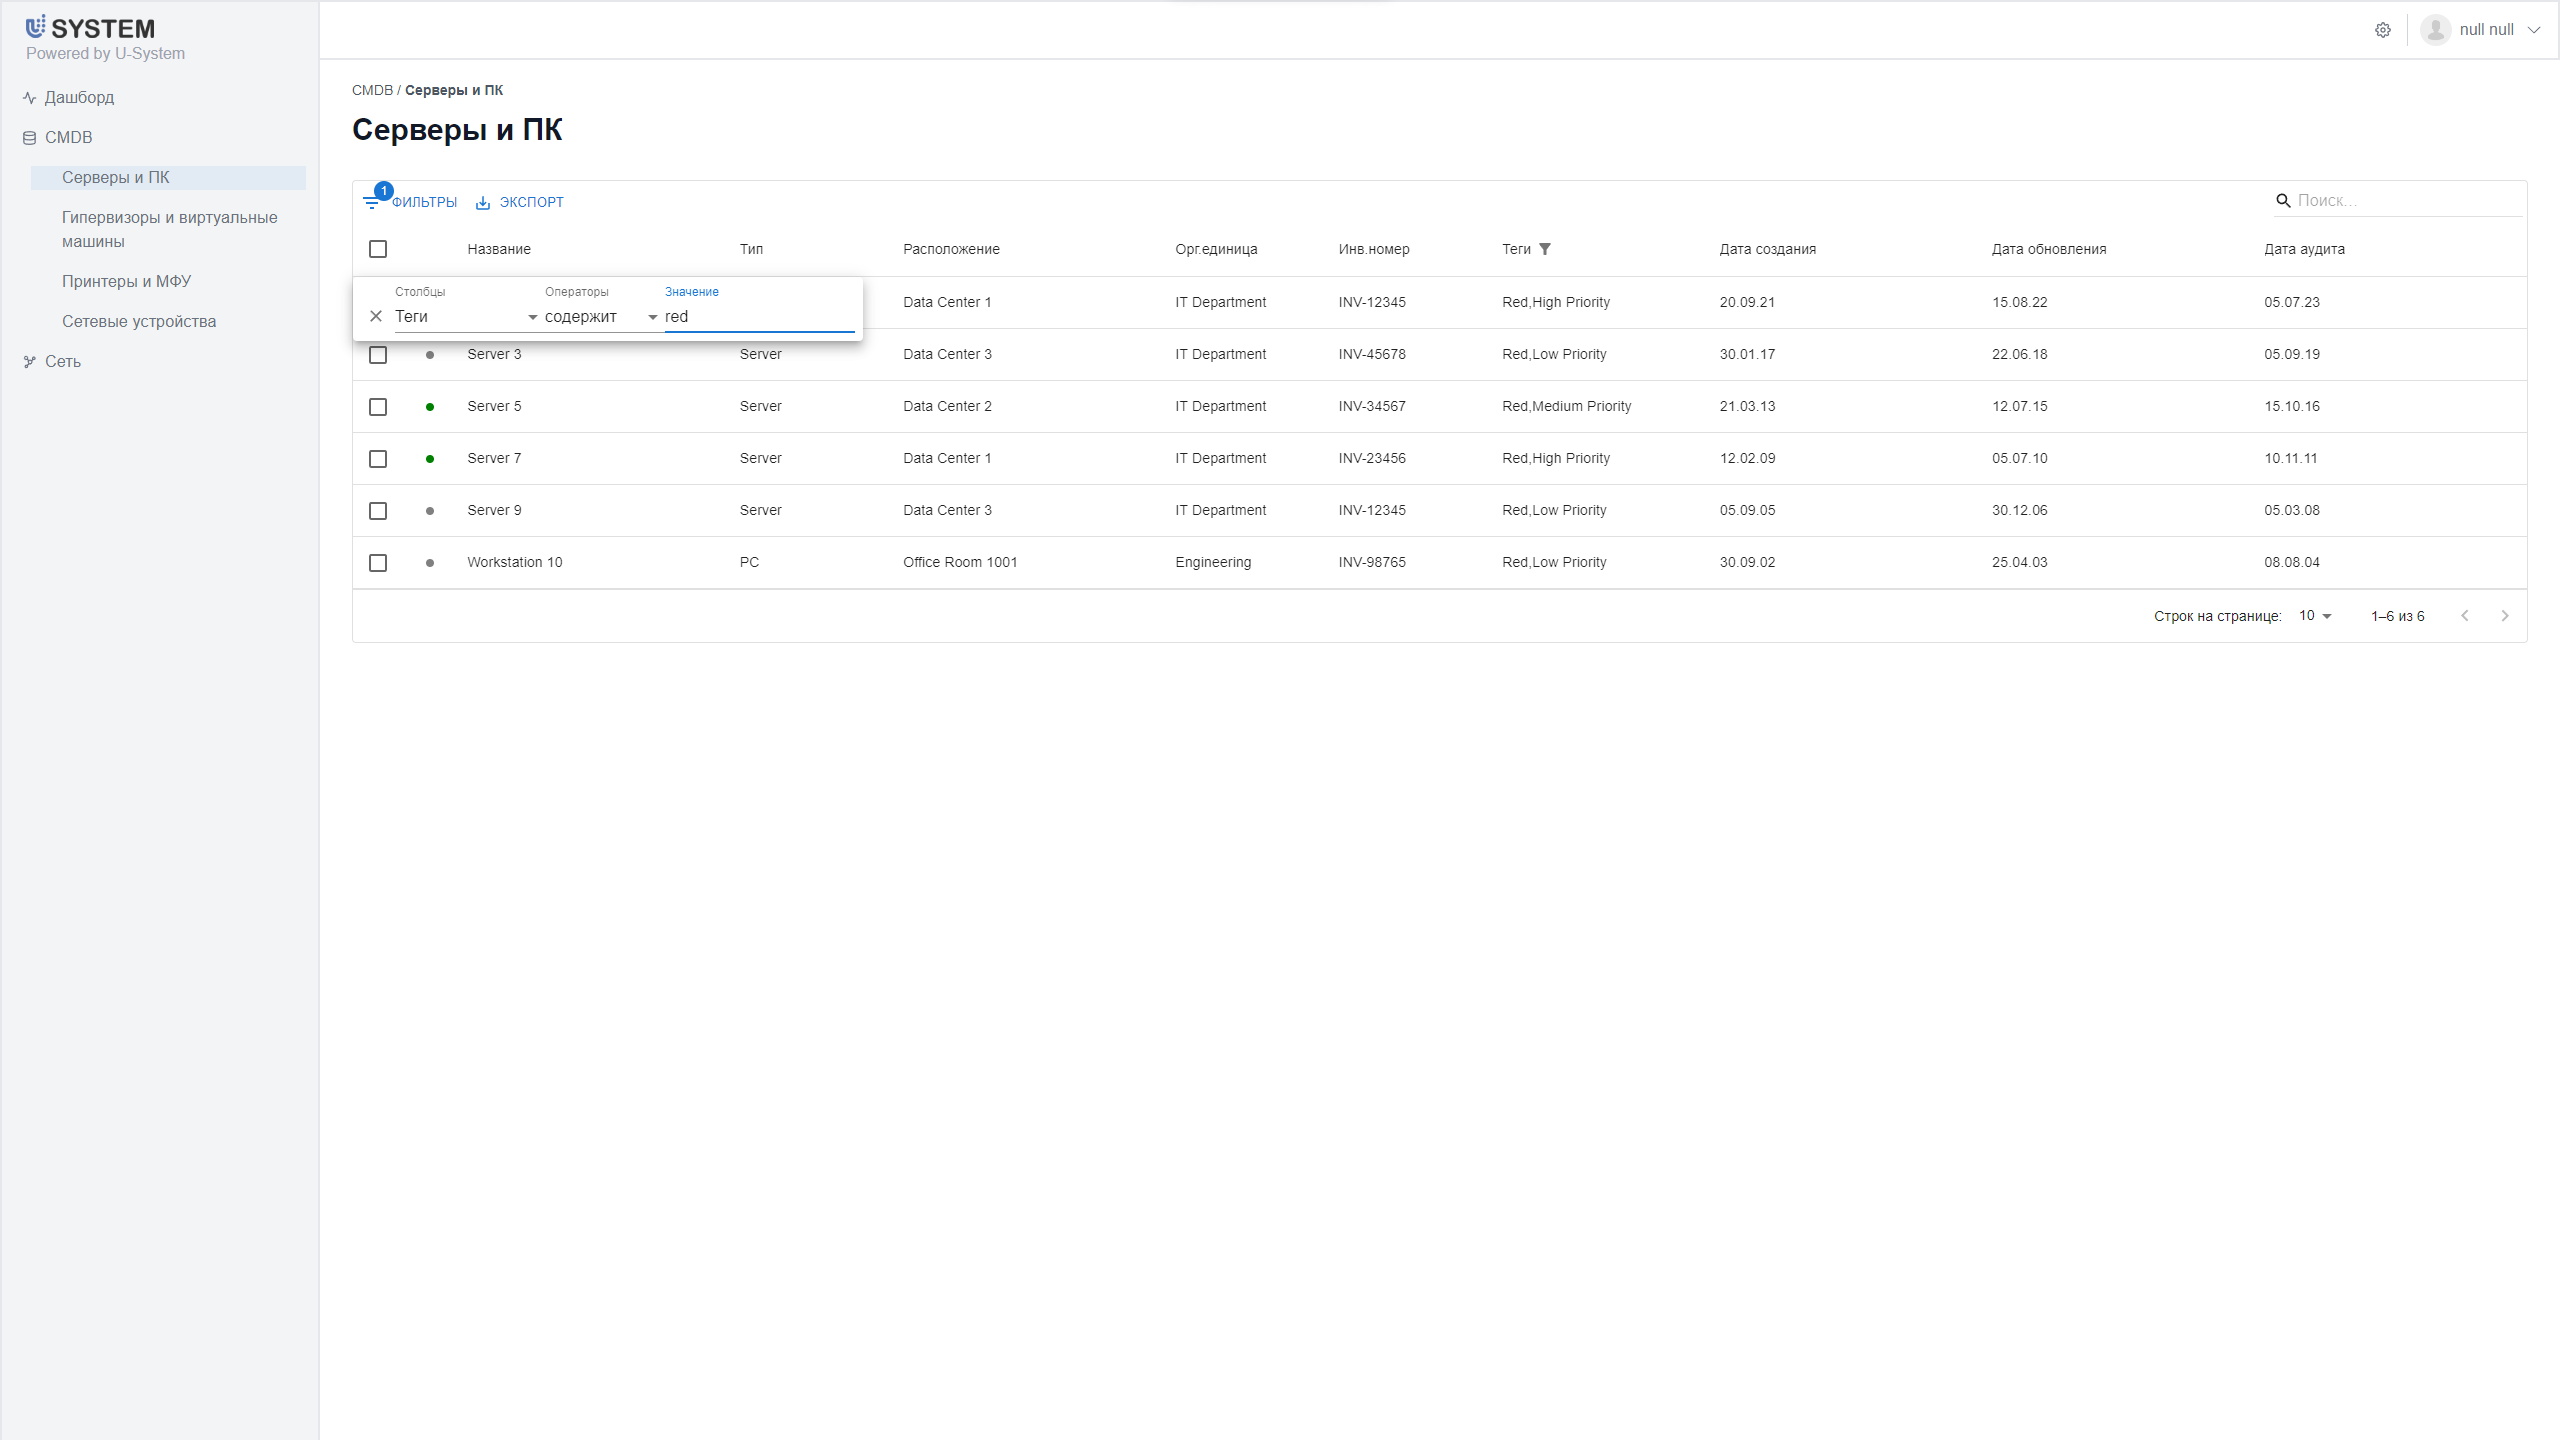 U SYSTEM
Powered by U-System
Дашборд
CMDB
Серверы и ПК
Гипервизоры и виртуальные
машины
Принтеры и МФУ
Сетевые устройства
Сеть
null null
CMDB / Серверы и ПК
Серверы и ПК
1
ФИЛЬТРЫ ЭКСПОРТ Поиск...
Название Тип Расположение Орг.единица Инв.номер Теги Дата создания Дата обновления Дата аудита
Столбцы Операторы Значение
Теги содержит red
Data Center 1 IT Department INV-12345 Red,High Priority 20.09.21 15.08.22 05.07.23
Server 3 Server Data Center 3 IT Department INV-45678 Red,Low Priority 30.01.17 22.06.18 05.09.19
Server 5 Server Data Center 2 IT Department INV-34567 Red,Medium Priority 21.03.13 12.07.15 15.10.16
Server 7 Server Data Center 1 IT Department INV-23456 Red,High Priority 12.02.09 05.07.10 10.11.11
Server 9 Server Data Center 3 IT Department INV-12345 Red,Low Priority 05.09.05 30.12.06 05.03.08
Workstation 10 PC Office Room 1001 Engineering INV-98765 Red,Low Priority 30.09.02 25.04.03 08.08.04
Строк на странице: 10 1–6 из 6